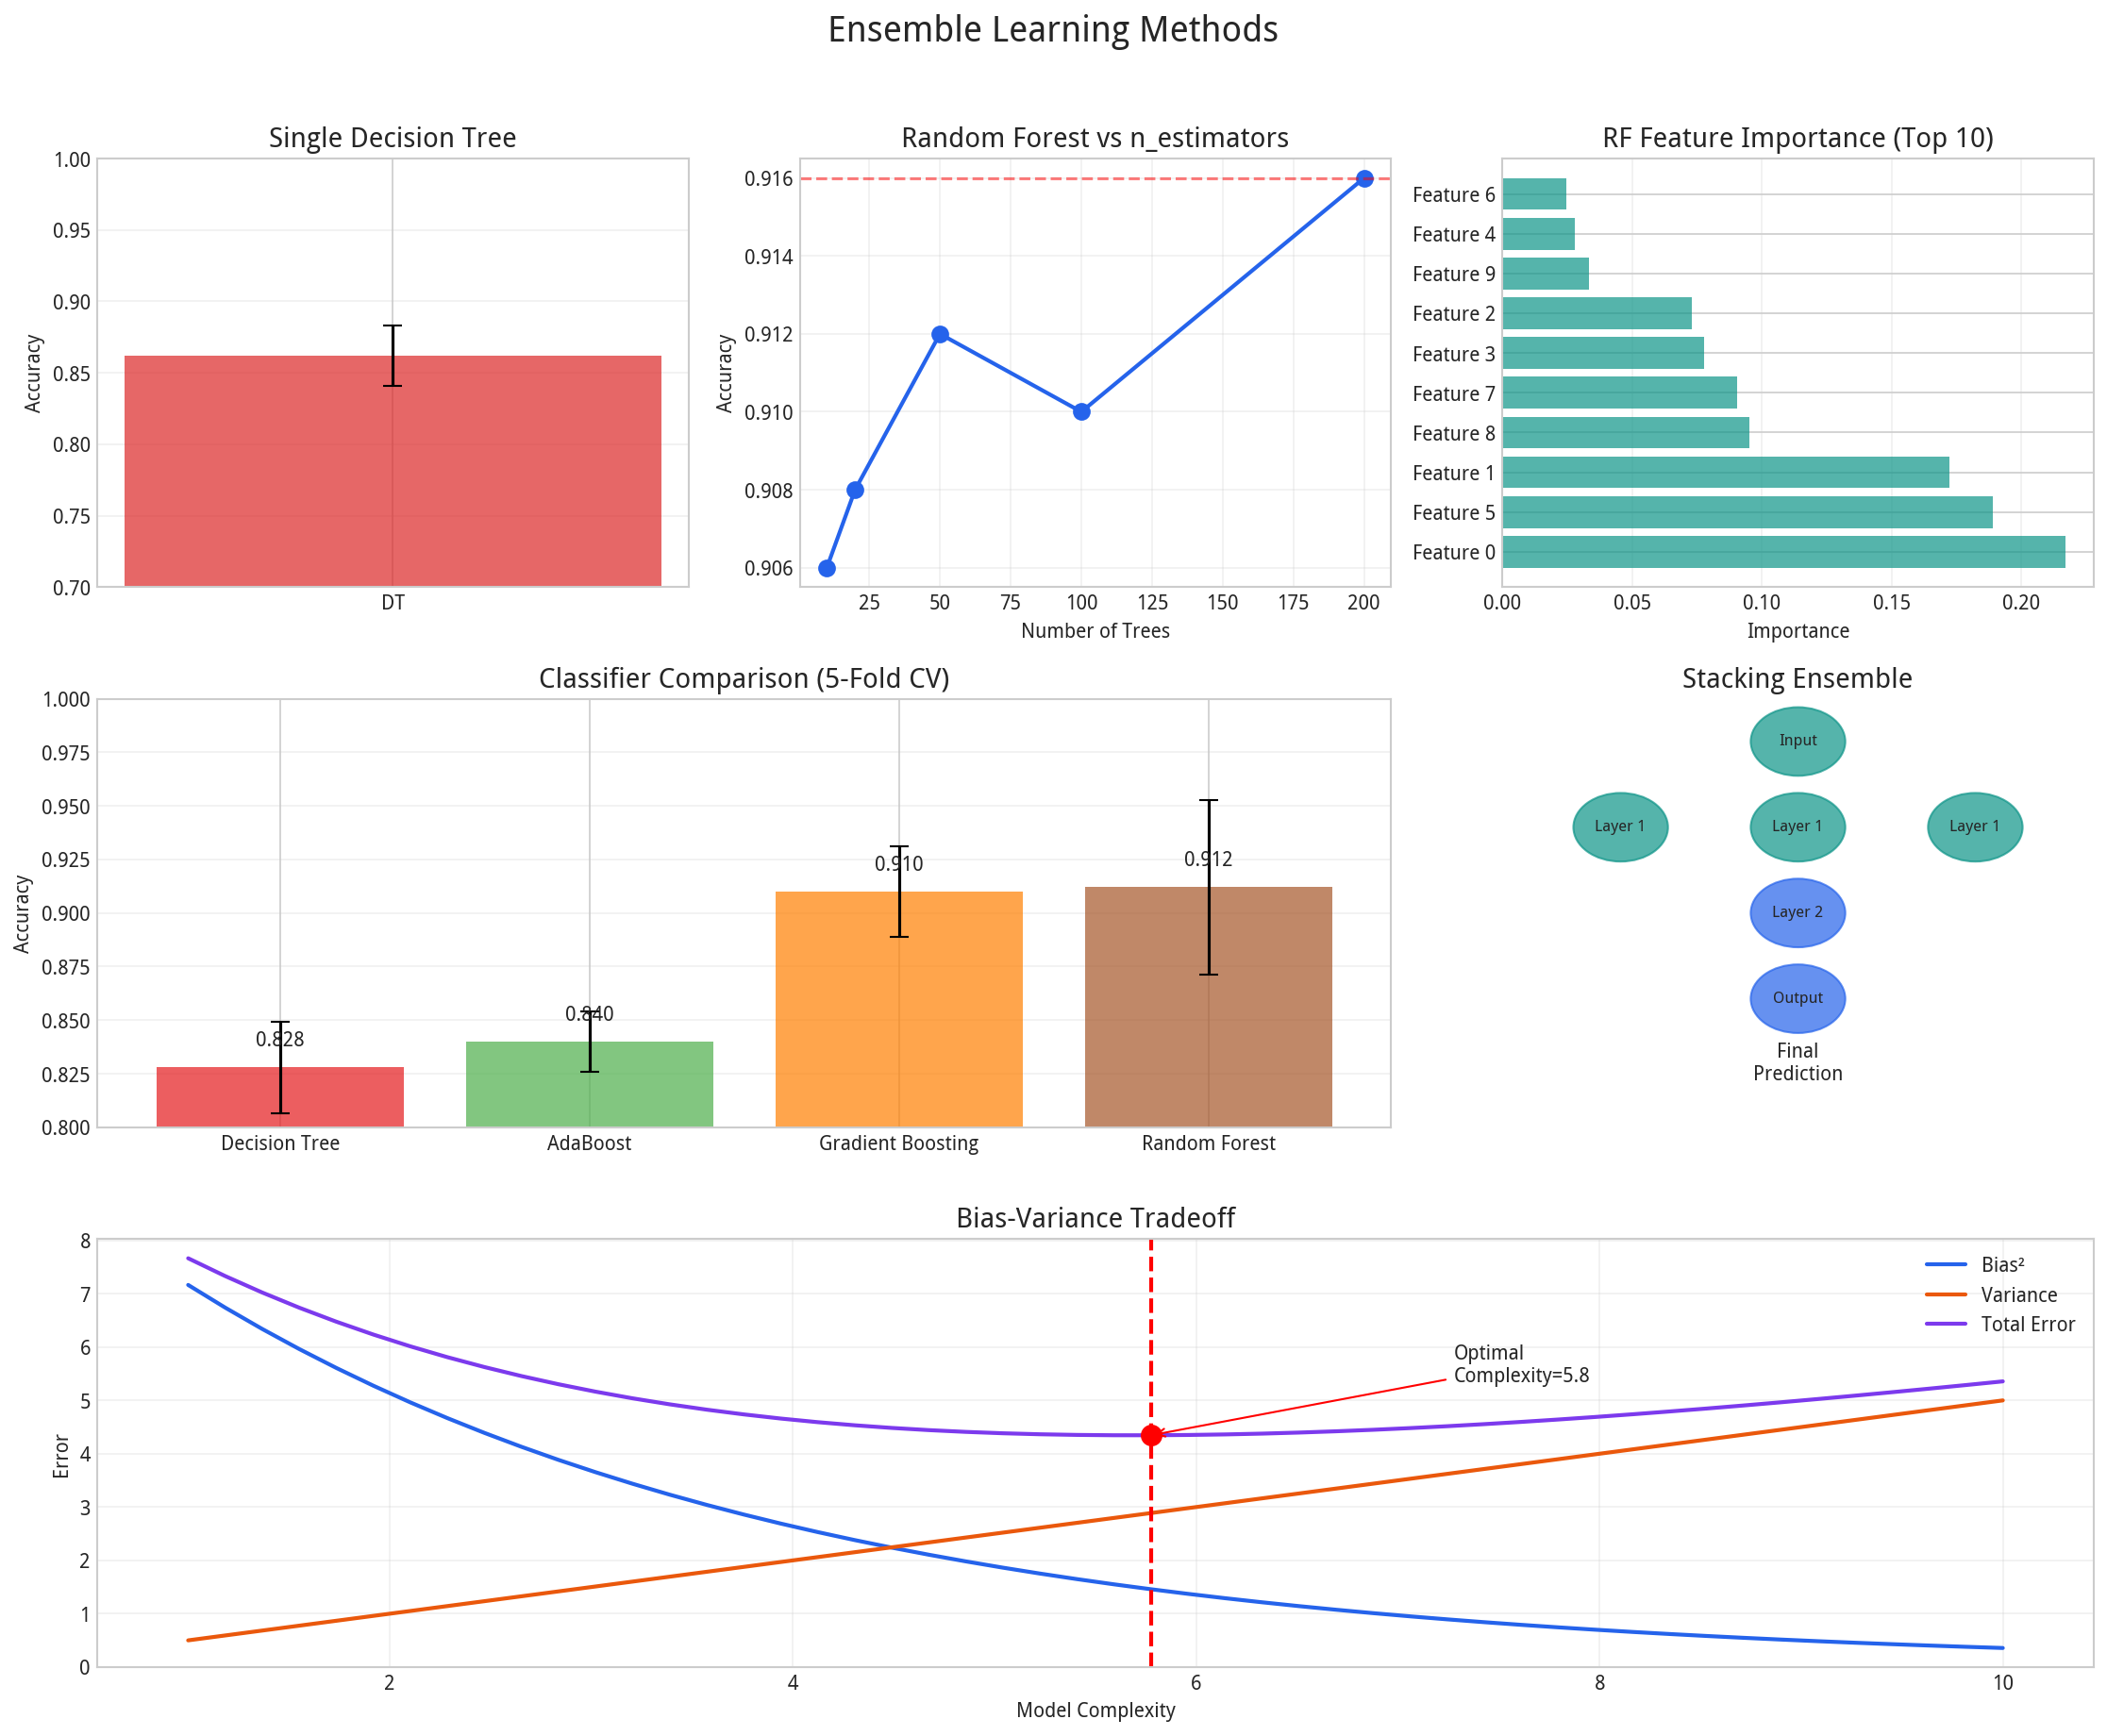 Ensemble Learning Methods
Single Decision Tree
1.00
0.95
0.90
0.85
0.80
0.75
0.70
Accuracy
DT
Random Forest vs n_estimators
0.916
0.914
0.912
0.910
0.908
0.906
Accuracy
25 50 75 100 125 150 175 200
Number of Trees
RF Feature Importance (Top 10)
Feature 6
Feature 4
Feature 9
Feature 2
Feature 3
Feature 7
Feature 8
Feature 1
Feature 5
Feature 0
0.00 0.05 0.10 0.15 0.20
Importance
Classifier Comparison (5-Fold CV)
1.000
0.975
0.950
0.925
0.900
0.875
0.850
0.825
0.800
Accuracy
0.828
0.840
0.910
0.912
Decision Tree AdaBoost Gradient Boosting Random Forest
Stacking Ensemble
Input
Layer 1 Layer 1 Layer 1
Layer 2
Output
Final
Prediction
Bias-Variance Tradeoff
8
7
6
5
4
3
2
1
0
Error
Bias²
Variance
Total Error
Optimal
Complexity=5.8
2 4 6 8 10
Model Complexity